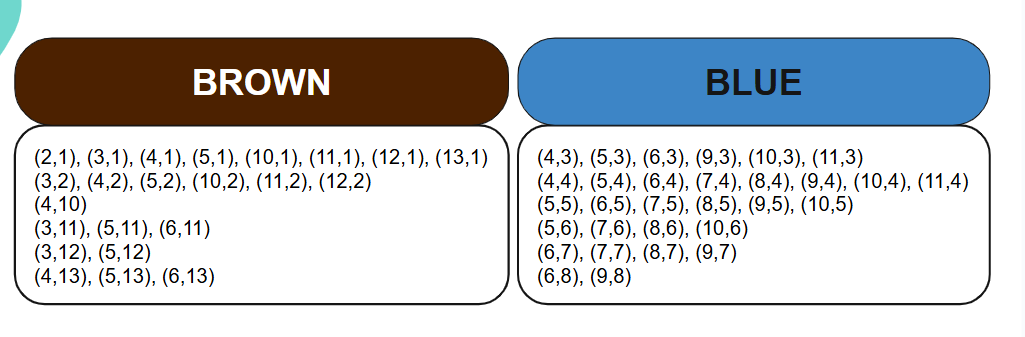 BROWN
(2,1), (3,1), (4,1), (5,1), (10,1), (11,1), (12,1), (13,1)
(3,2), (4,2), (5,2), (10,2), (11,2), (12,2)
(4,10)
(3,11), (5,11), (6,11)
(3,12), (5,12)
(4,13), (5,13), (6,13)
BLUE
(4,3), (5,3), (6,3), (9,3), (10,3), (11,3)
(4,4), (5,4), (6,4), (7,4), (8,4), (9,4), (10,4), (11,4)
(5,5), (6,5), (7,5), (8,5), (9,5), (10,5)
(5,6), (7,6), (8,6), (10,6)
(6,7), (7,7), (8,7), (9,7)
(6,8), (9,8)